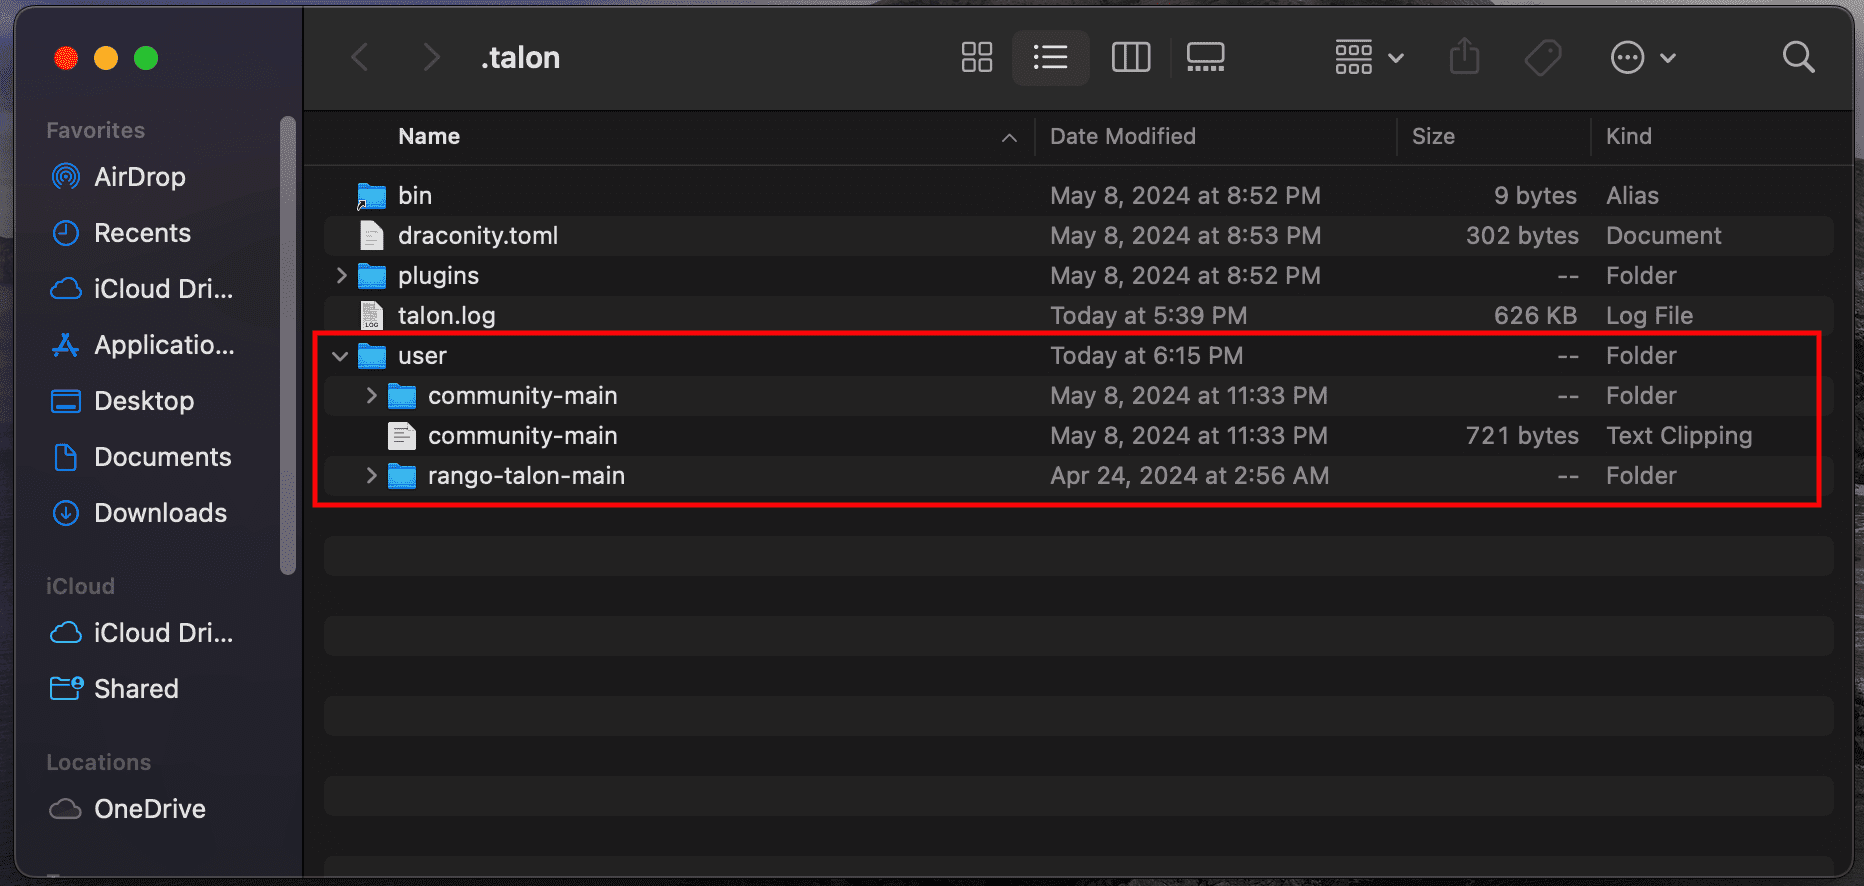 .talon
Favorites
AirDrop
Recents
iCloud Dri...
Applicatio...
Desktop
Documents
Downloads
iCloud
iCloud Dri...
Shared
Locations
OneDrive
Name Date Modified Size Kind
bin May 8, 2024 at 8:52 PM 9 bytes Alias
draconity.toml May 8, 2024 at 8:53 PM 302 bytes Document
plugins May 8, 2024 at 8:52 PM -- Folder
LOG talon.log Today at 5:39 PM 626 KB Log File
user Today at 6:15 PM -- Folder
community-main May 8, 2024 at 11:33 PM -- Folder
community-main May 8, 2024 at 11:33 PM 721 bytes Text Clipping
rango-talon-main Apr 24, 2024 at 2:56 AM -- Folder